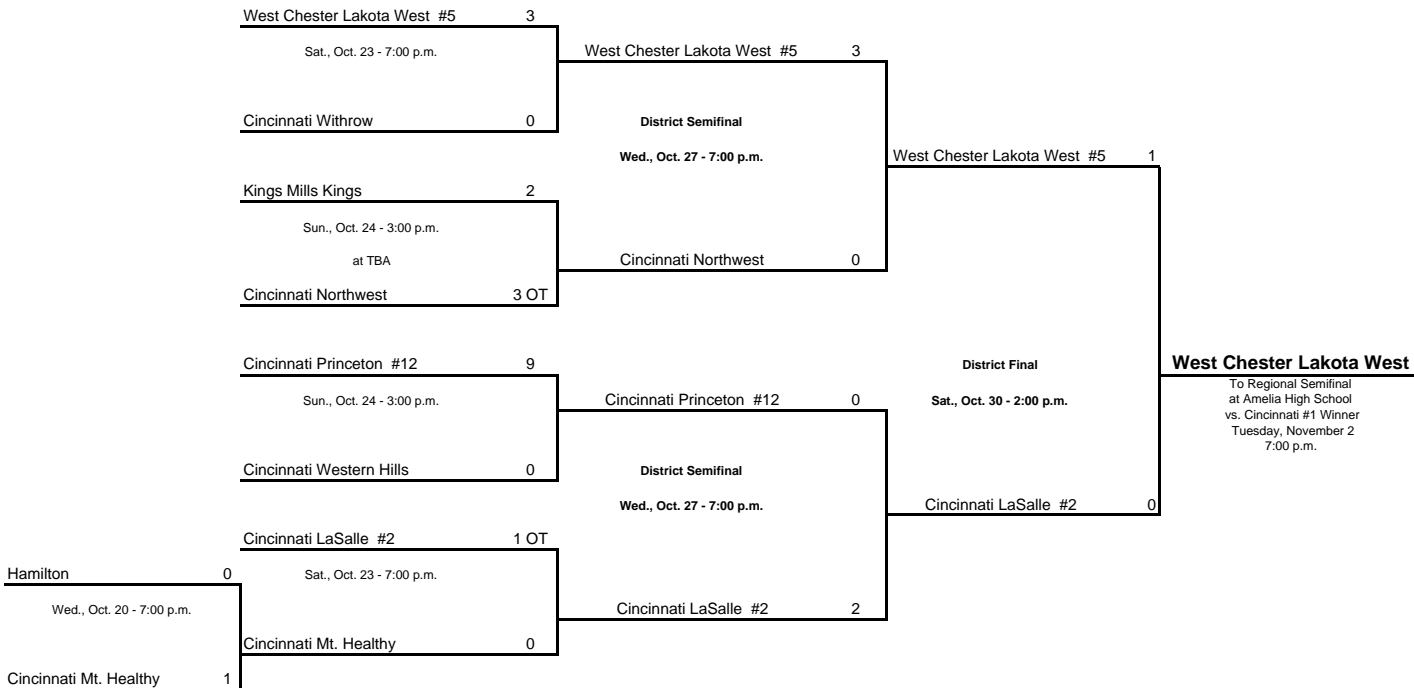 West Chester Lakota West #5 3
Sat., Oct. 23 - 7:00 p.m.
West Chester Lakota West #5 3
Cincinnati Withrow 0
District Semifinal
Wed., Oct. 27 - 7:00 p.m.
West Chester Lakota West #5 1
Kings Mills Kings 2
Sun., Oct. 24 - 3:00 p.m.
at TBA
Cincinnati Northwest 0
Cincinnati Northwest 3 OT
Cincinnati Princeton #12 9
District Final
West Chester Lakota West
Sun., Oct. 24 - 3:00 p.m.
Cincinnati Princeton #12 0
Sat., Oct. 30 - 2:00 p.m.
To Regional Semifinal
at Amelia High School
vs. Cincinnati #1 Winner
Tuesday, November 2
7:00 p.m.
Cincinnati Western Hills 0
District Semifinal
Wed., Oct. 27 - 7:00 p.m.
Cincinnati LaSalle #2 0
Cincinnati LaSalle #2 1 OT
Hamilton 0
Sat., Oct. 23 - 7:00 p.m.
Wed., Oct. 20 - 7:00 p.m.
Cincinnati LaSalle #2 2
Cincinnati Mt. Healthy 0
Cincinnati Mt. Healthy 1